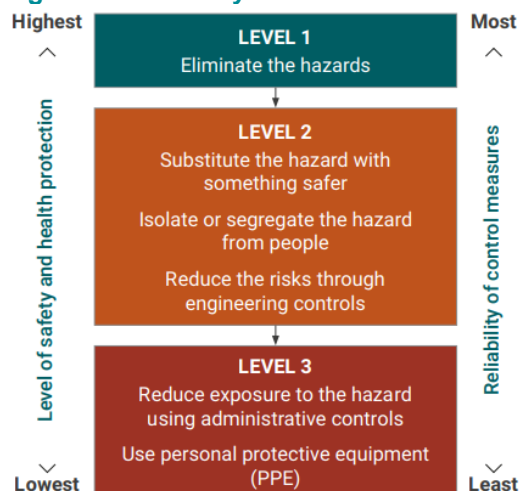 Highest
Most
LEVEL 1
Eliminate the hazards
LEVEL 2
Substitute the hazard with
something safer
Isolate or segregate the hazard
from people
Reduce the risks through
engineering controls
LEVEL 3
Reduce exposure to the hazard
using administrative controls
Use personal protective equipment
(PPE)
Level of safety and health protection
Reliability of control measures
Lowest
Least